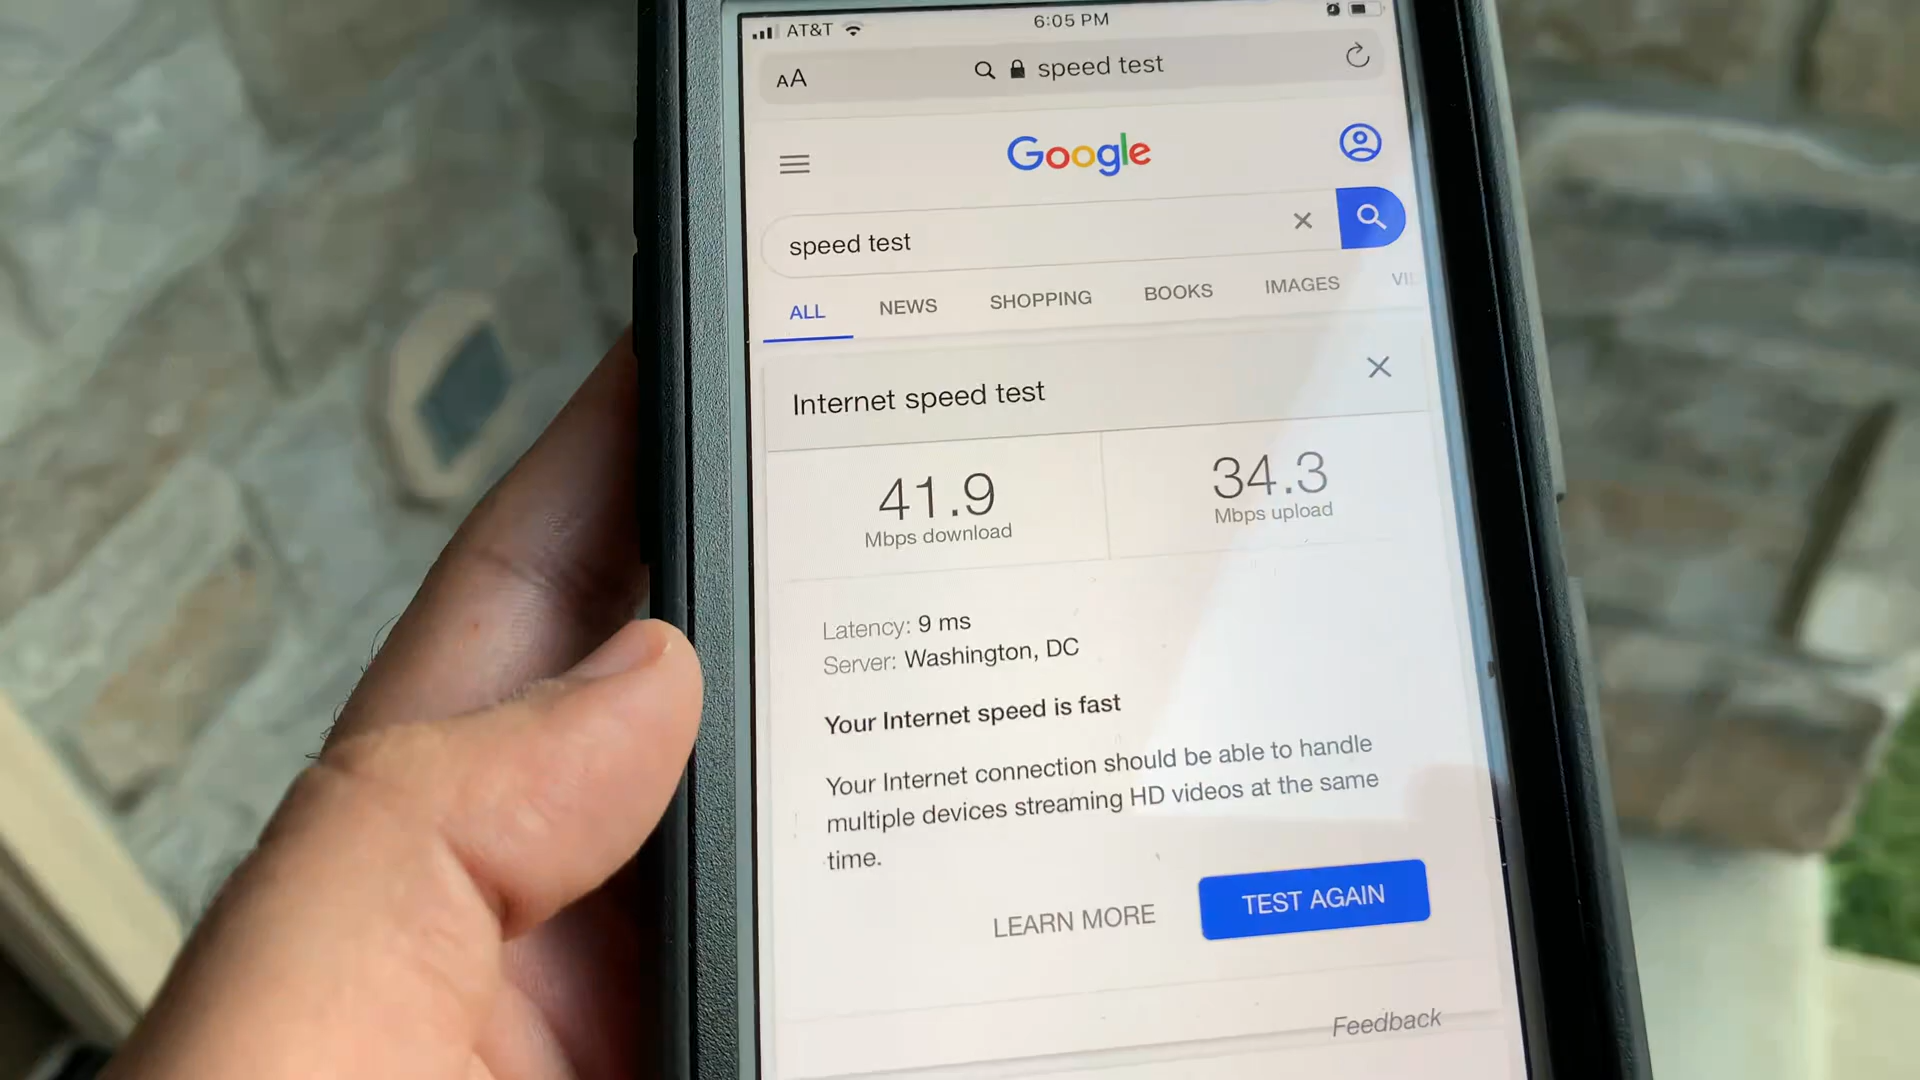 AT&T 6:05 PM
AA speed test
Google
speed test
ALL NEWS SHOPPING BOOKS IMAGES
Internet speed test
41.9 34.3
Mbps download Mbps upload
Latency: 9 ms
Server: Washington, DC
Your Internet speed is fast
Your Internet connection should be able to handle
multiple devices streaming HD videos at the same
time.
LEARN MORE TEST AGAIN
Feedback